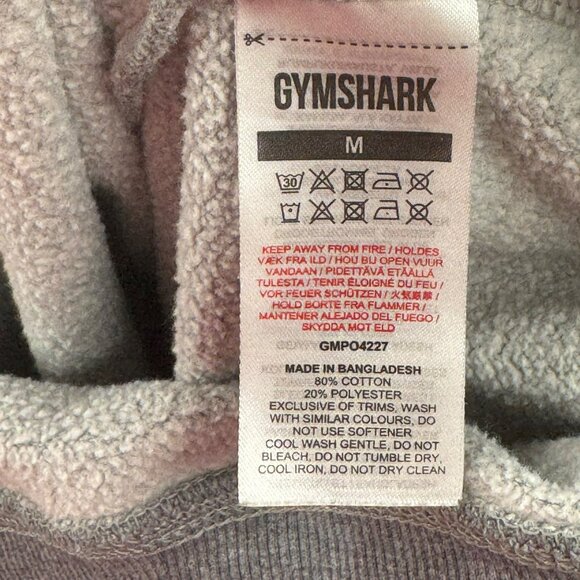 GYMSHARK
M
30
KEEP AWAY FROM FIRE / HOLDES
VÆK FRA ILD / HOU BIJ OPEN VUUR
VANDAAN / PIDETTÄVÄ ETÄÄLLÄ
TULESTA / TENIR ÉLOIGNÉ DU FEU /
VOR FEUER SCHÜTZEN / 火気厳禁 /
HOLD BORTE FRA FLAMMER /
MANTENER ALEJADO DEL FUEGO /
SKYDDA MOT ELD
GMPO4227
MADE IN BANGLADESH
80% COTTON
20% POLYESTER
EXCLUSIVE OF TRIMS, WASH
WITH SIMILAR COLOURS, DO
NOT USE SOFTENER
COOL WASH GENTLE, DO NOT
BLEACH, DO NOT TUMBLE DRY,
COOL IRON, DO NOT DRY CLEAN